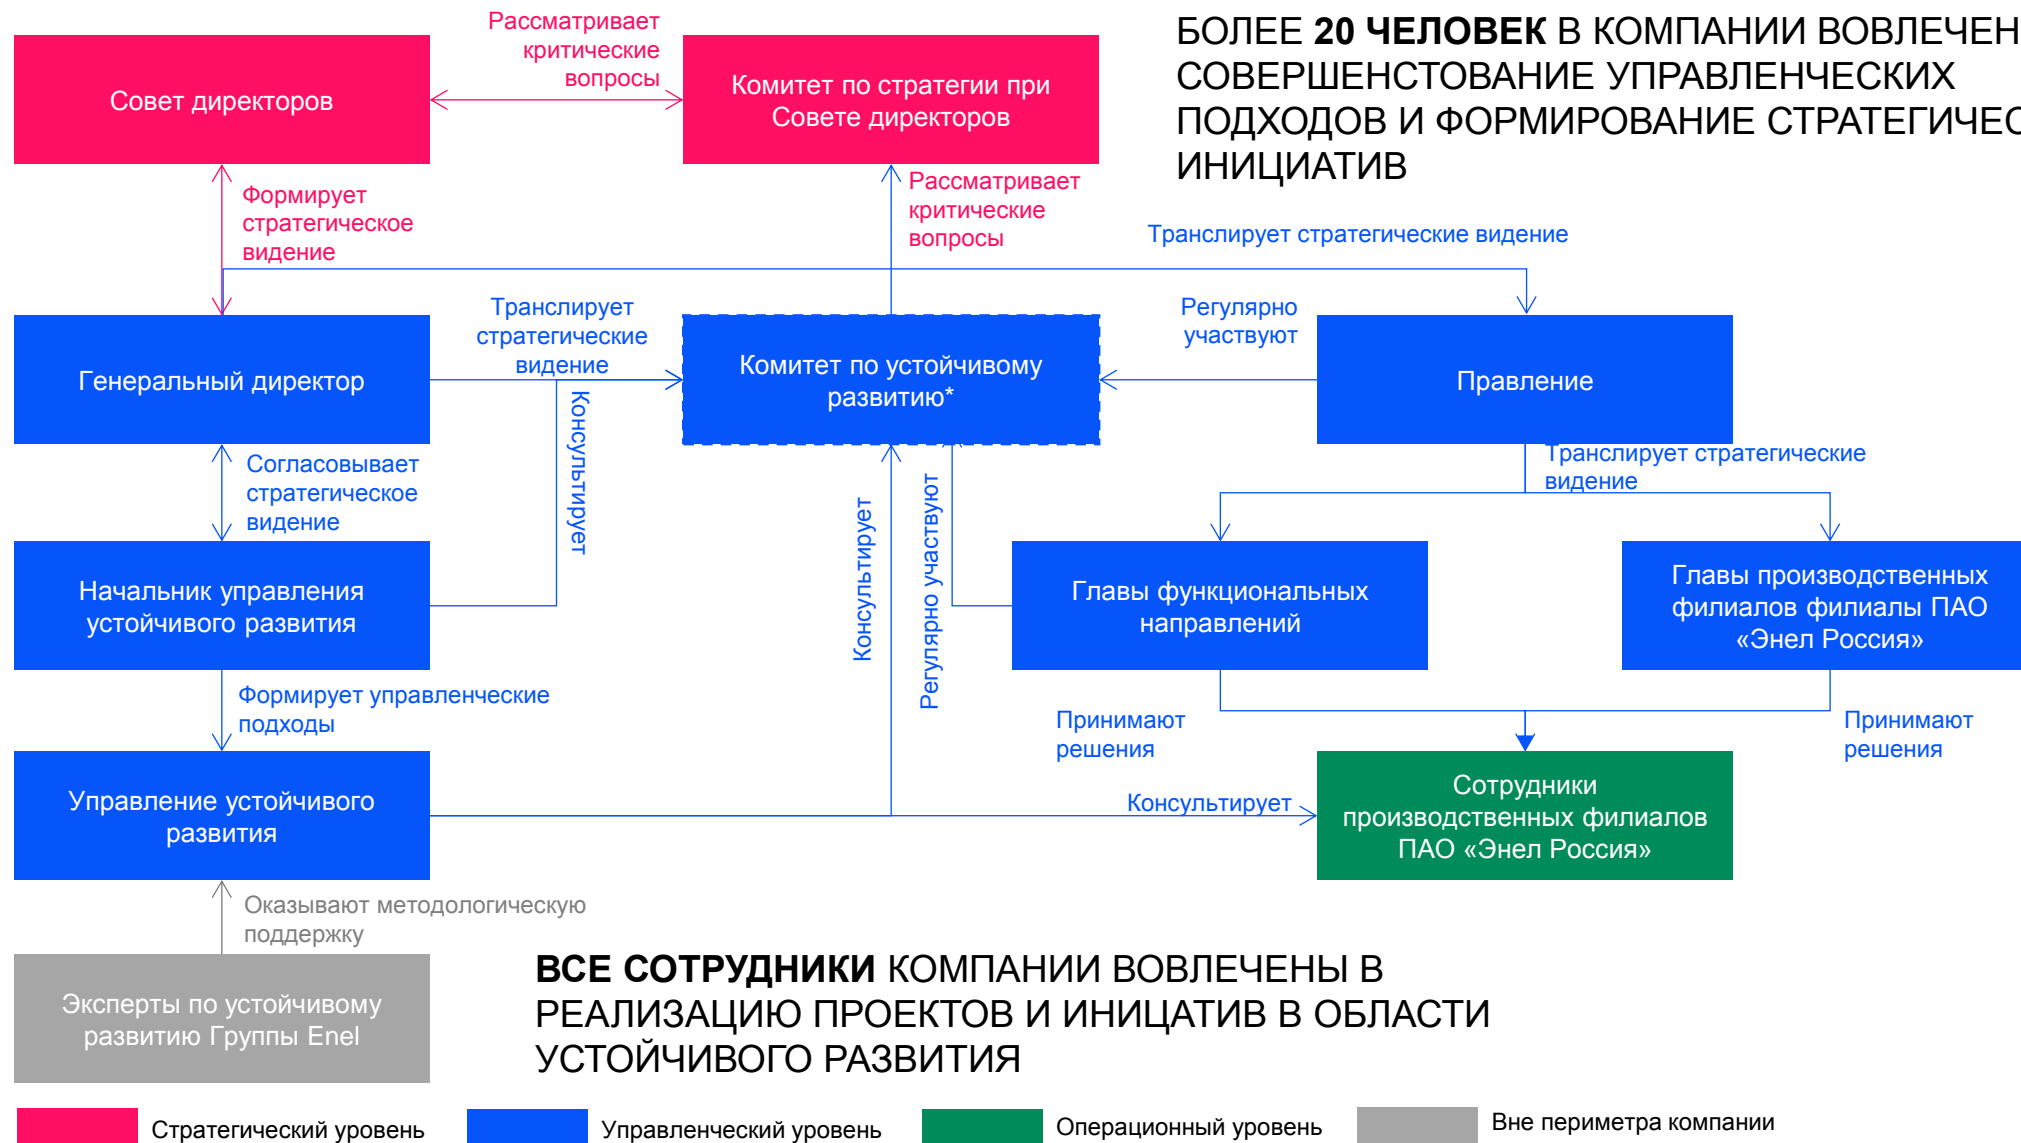 Рассматривает
критические
вопросы
БОЛЕЕ 20 ЧЕЛОВЕК В КОМПАНИИ ВОВЛЕЧЕН
СОВЕРШЕНСТОВАНИЕ УПРАВЛЕНЧЕСКИХ
ПОДХОДОВ И ФОРМИРОВАНИЕ СТРАТЕГИЧЕС
ИНИЦИАТИВ
Совет директоров
Комитет по стратегии при
Совете директоров
Формирует
стратегическое
видение
Рассматривает
критические
вопросы
Транслирует стратегические видение
Генеральный директор
Транслирует
стратегические
видение
Комитет по устойчивому
развитию*
Регулярно
участвуют
Правление
Согласовывает
стратегическое
видение
Консультирует
Консультирует
Регулярно участвуют
Транслирует стратегические
видение
Начальник управления
устойчивого развития
Главы функциональных
направлений
Главы производственных
филиалов филиалы ПАО
«Энел Россия»
Формирует управленческие
подходы
Принимают
решения
Принимают
решения
Управление устойчивого
развития
Консультирует
Сотрудники
производственных филиалов
ПАО «Энел Россия»
Оказывают методологическую
поддержку
Эксперты по устойчивому
развитию Группы Enel
ВСЕ СОТРУДНИКИ КОМПАНИИ ВОВЛЕЧЕНЫ В
РЕАЛИЗАЦИЮ ПРОЕКТОВ И ИНИЦАТИВ В ОБЛАСТИ
УСТОЙЧИВОГО РАЗВИТИЯ
Стратегический уровень
Управленческий уровень
Операционный уровень
Вне периметра компании